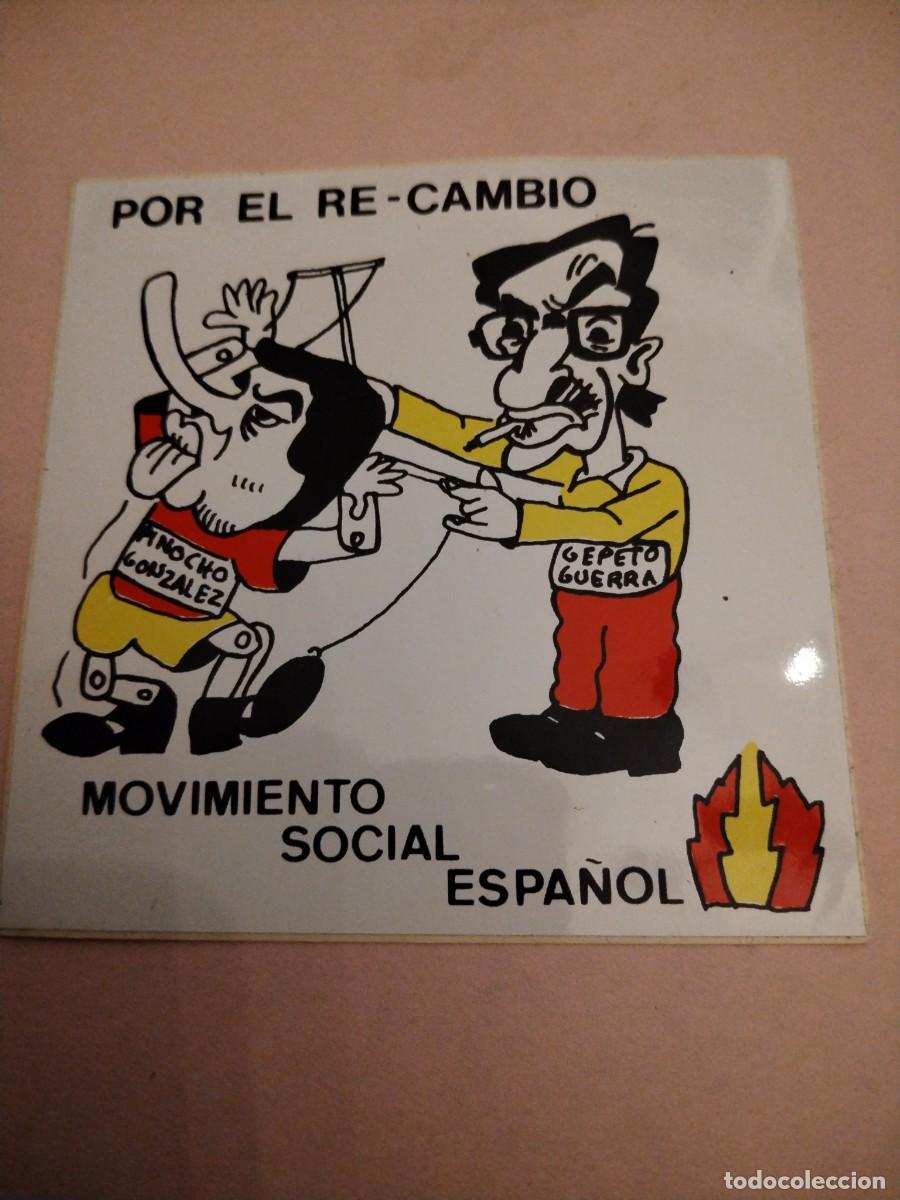 POR EL RE-CAMBIO
PINOCHO
GONZALEZ
GEPETO
GUERRA
MOVIMIENTO
SOCIAL
ESPAÑOL
todocoleccion